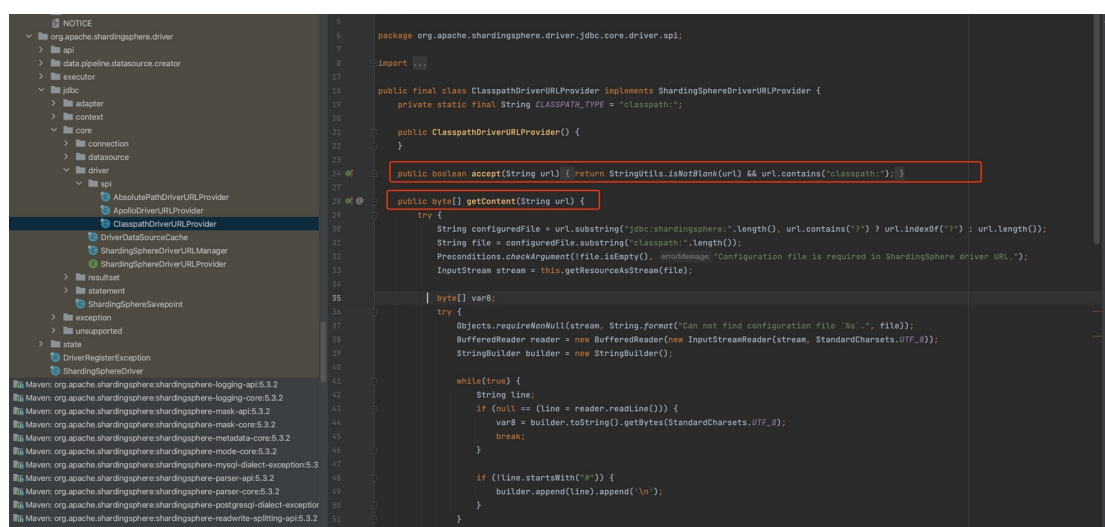 NOTICE
org.apache.shardingsphere.driver
api
data.pipeline.datasource.creator
executor
jdbc
adapter
context
core
connection
datasource
driver
spi
AbsolutePathDriverURLProvider
ApolloDriverURLProvider
ClasspathDriverURLProvider
DriverDataSourceCache
ShardingSphereDriverURLManager
ShardingSphereDriverURLProvider
resultset
statement
ShardingSphereSavepoint
exception
unsupported
state
DriverRegisterException
ShardingSphereDriver
Maven: org.apache.shardingsphere:shardingsphere-logging-api:5.3.2
Maven: org.apache.shardingsphere:shardingsphere-logging-core:5.3.2
Maven: org.apache.shardingsphere:shardingsphere-mask-api:5.3.2
Maven: org.apache.shardingsphere:shardingsphere-mask-core:5.3.2
Maven: org.apache.shardingsphere:shardingsphere-metadata-core:5.3.2
Maven: org.apache.shardingsphere:shardingsphere-mode-core:5.3.2
Maven: org.apache.shardingsphere:shardingsphere-mysql-dialect-exception:5.3
Maven: org.apache.shardingsphere:shardingsphere-parser-api:5.3.2
Maven: org.apache.shardingsphere:shardingsphere-parser-core:5.3.2
Maven: org.apache.shardingsphere:shardingsphere-postgresql-dialect-exception
Maven: org.apache.shardingsphere:shardingsphere-readwrite-splitting-api:5.3.2
5
6 package org.apache.shardingsphere.driver.jdbc.core.driver.spi;
7
8 import ...
17
18 public final class ClasspathDriverURLProvider implements ShardingSphereDriverURLProvider {
19 private static final String CLASSPATH_TYPE = "classpath:";
20
21 public ClasspathDriverURLProvider() {
22 }
23
24 public boolean accept(String url) { return StringUtils.isNotBlank(url) && url.contains("classpath:"); }
27
28 @ public byte[] getContent(String url) {
29 try {
30 String configuredFile = url.substring("jdbc:shardingsphere:".length(), url.contains("?") ? url.indexOf("?") : url.length());
31 String file = configuredFile.substring("classpath:".length());
32 Preconditions.checkArgument(!file.isEmpty(), errorMessage: "Configuration file is required in ShardingSphere driver URL.");
33 InputStream stream = this.getResourceAsStream(file);
34
35 byte[] var8;
36 try {
37 Objects.requireNonNull(stream, String.format("Can not find configuration file `%s`.", file));
38 BufferedReader reader = new BufferedReader(new InputStreamReader(stream, StandardCharsets.UTF_8));
39 StringBuilder builder = new StringBuilder();
40
41 while(true) {
42 String line;
43 if (null == (line = reader.readLine())) {
44 var8 = builder.toString().getBytes(StandardCharsets.UTF_8);
45 break;
46 }
47
48 if (!line.startsWith("#")) {
49 builder.append(line).append('\n');
50 }
51 }